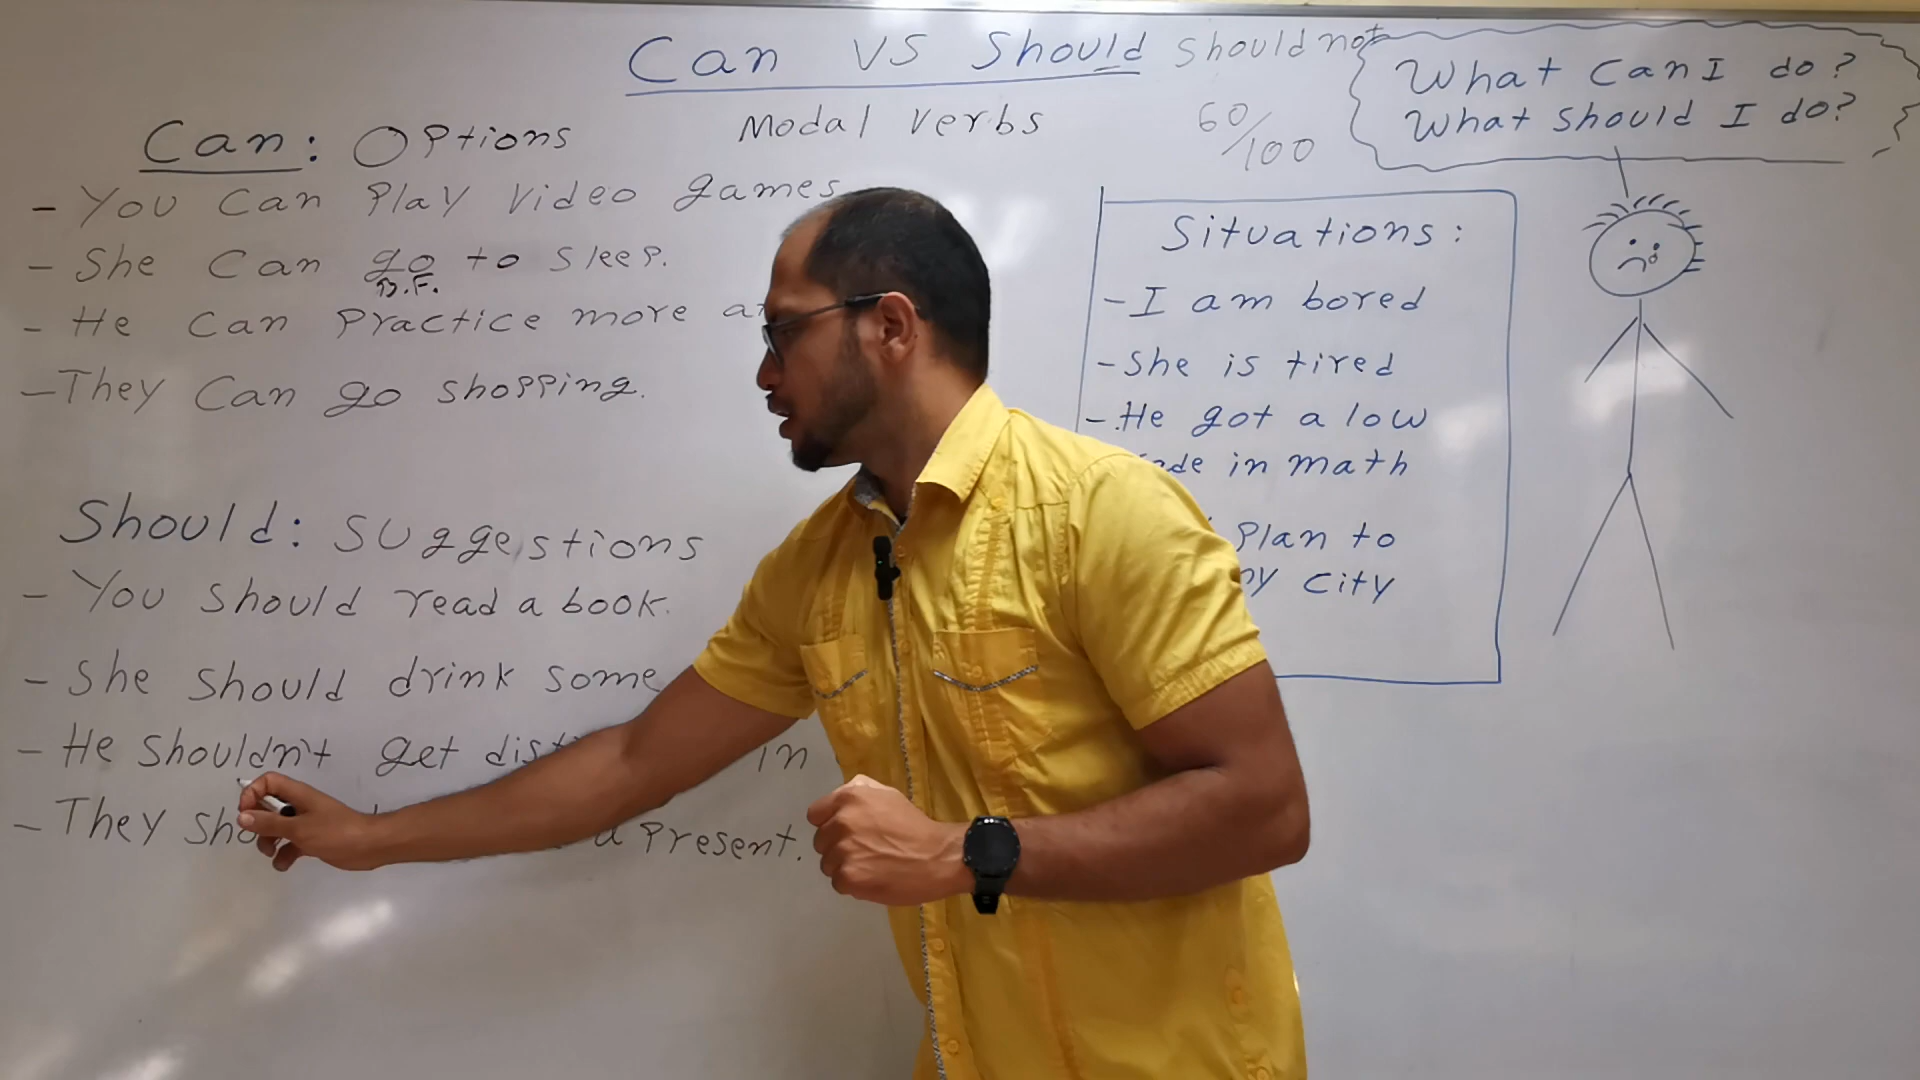 Can VS Should should not
What Can I do?
What should I do?
Modal verbs
60/100
Can: Options
- You Can Play Video games
- She Can go to sleep.
B.F.
- He Can Practice more at
- They Can go shopping.
Should: Suggestions
- You should read a book.
- She should drink some
- He shouldn't get in
- They a Present.
Situations:
- I am bored
- She is tired
- He got a low
in math
Plan to
City